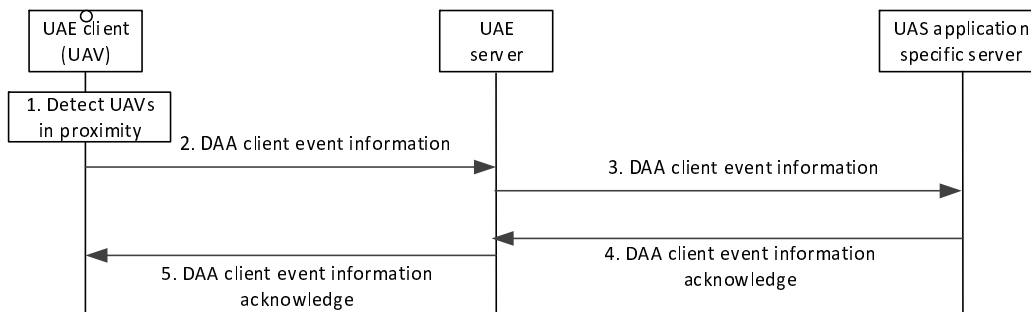 UAE client
(UAV)
UAE
server
UAS application
specific server
1. Detect UAVs
in proximity
2. DAA client event information
3. DAA client event information
4. DAA client event information
acknowledge
5. DAA client event information
acknowledge